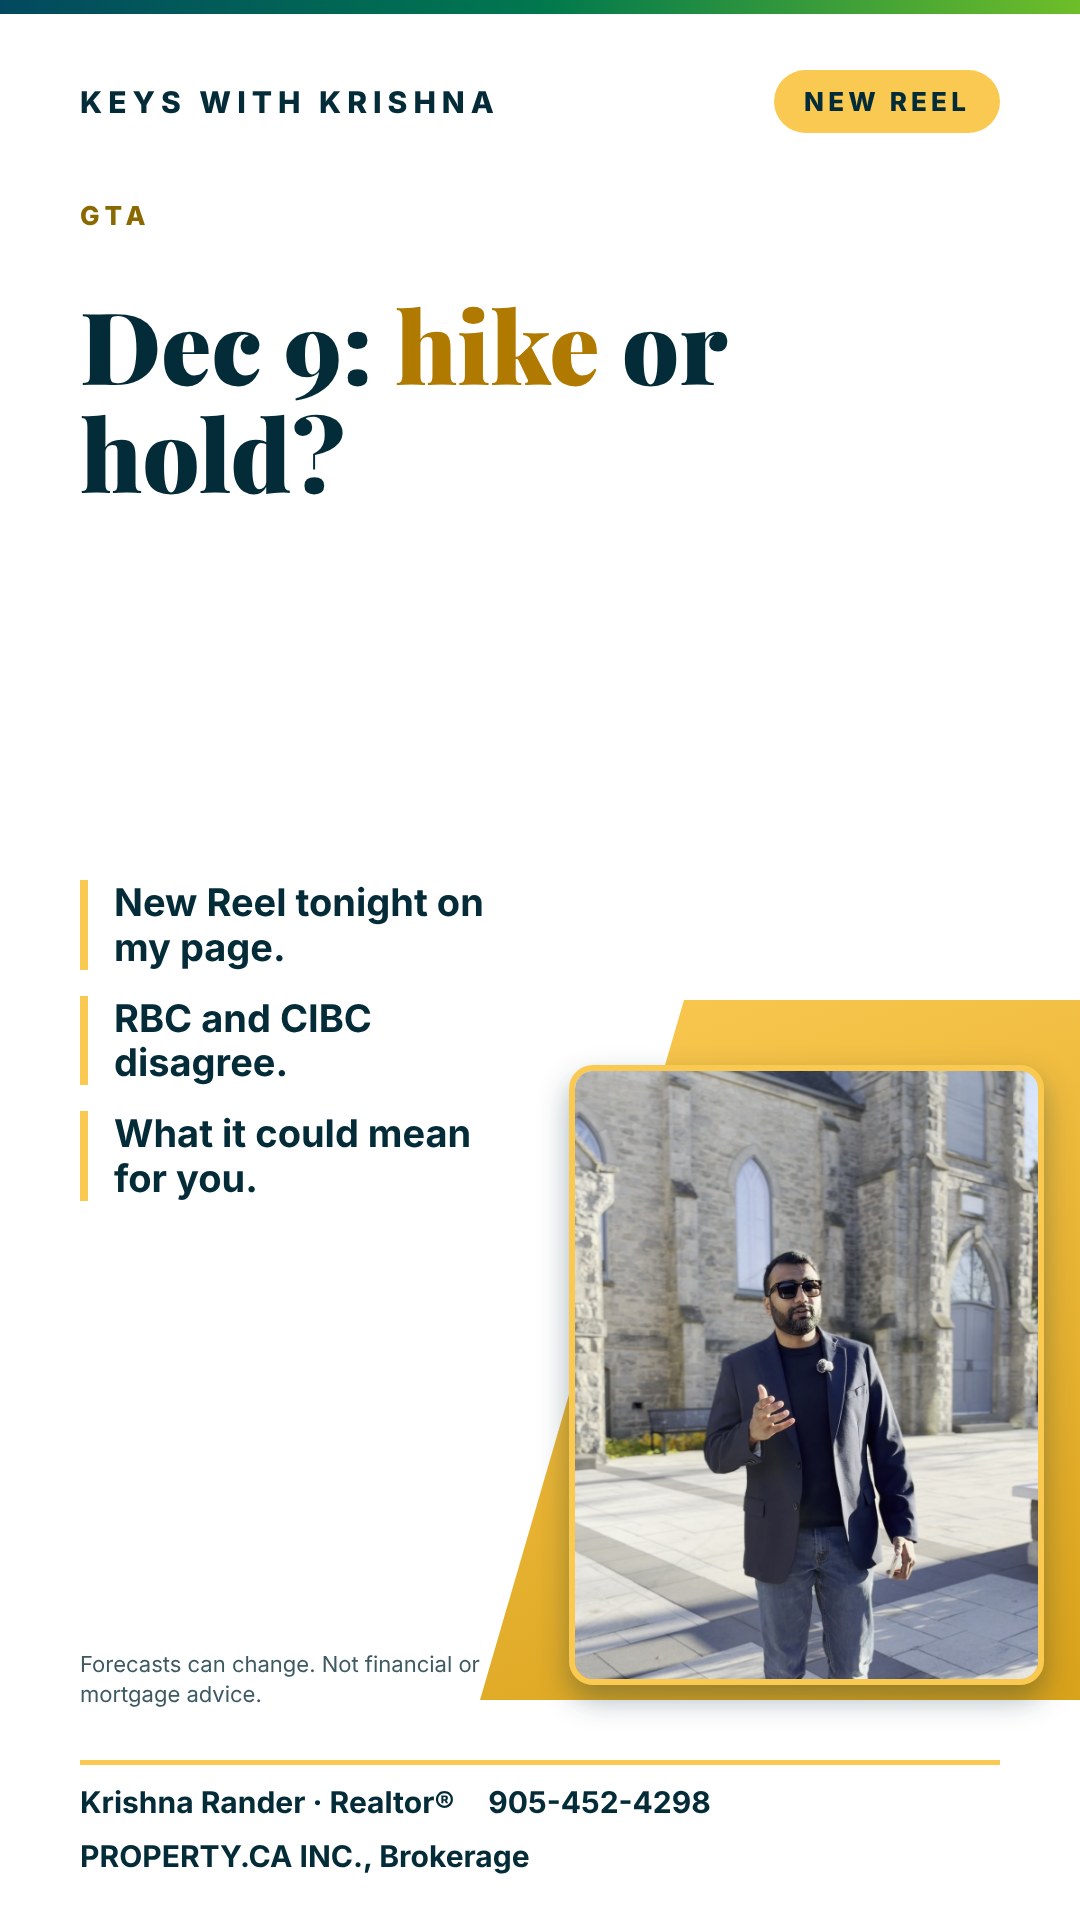 KEYS WITH KRISHNA
NEW REEL
GTA
Dec 9: hike or
hold?
New Reel tonight on
my page.
RBC and CIBC
disagree.
What it could mean
for you.
Forecasts can change. Not financial or
mortgage advice.
Krishna Rander · Realtor® 905-452-4298
PROPERTY.CA INC., Brokerage